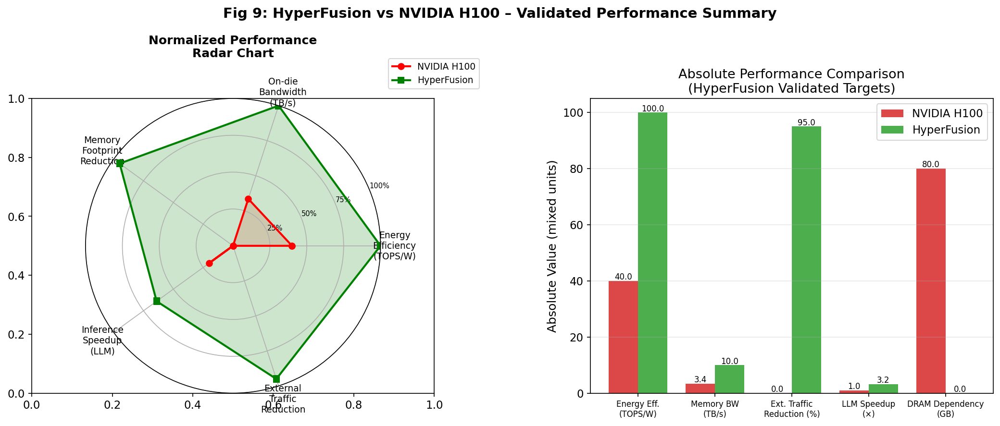 Fig 9: HyperFusion vs NVIDIA H100 – Validated Performance Summary
Normalized Performance
Radar Chart
NVIDIA H100
HyperFusion
On-die
Bandwidth
(TB/s)
Memory
Footprint
Reduction
Energy
Efficiency
(TOPS/W)
Inference
Speedup
(LLM)
External
Traffic
Reduction
100%
75%
50%
25%
1.0
0.8
0.6
0.4
0.2
0.0
0.0 0.2 0.4 0.6 0.8 1.0
Absolute Performance Comparison
(HyperFusion Validated Targets)
NVIDIA H100
HyperFusion
Absolute Value (mixed units)
100
80
60
40
20
0
40.0 100.0
3.4 10.0
0.0 95.0
1.0 3.2
80.0 0.0
Energy Eff.
(TOPS/W)
Memory BW
(TB/s)
Ext. Traffic
Reduction (%)
LLM Speedup
(×)
DRAM Dependency
(GB)